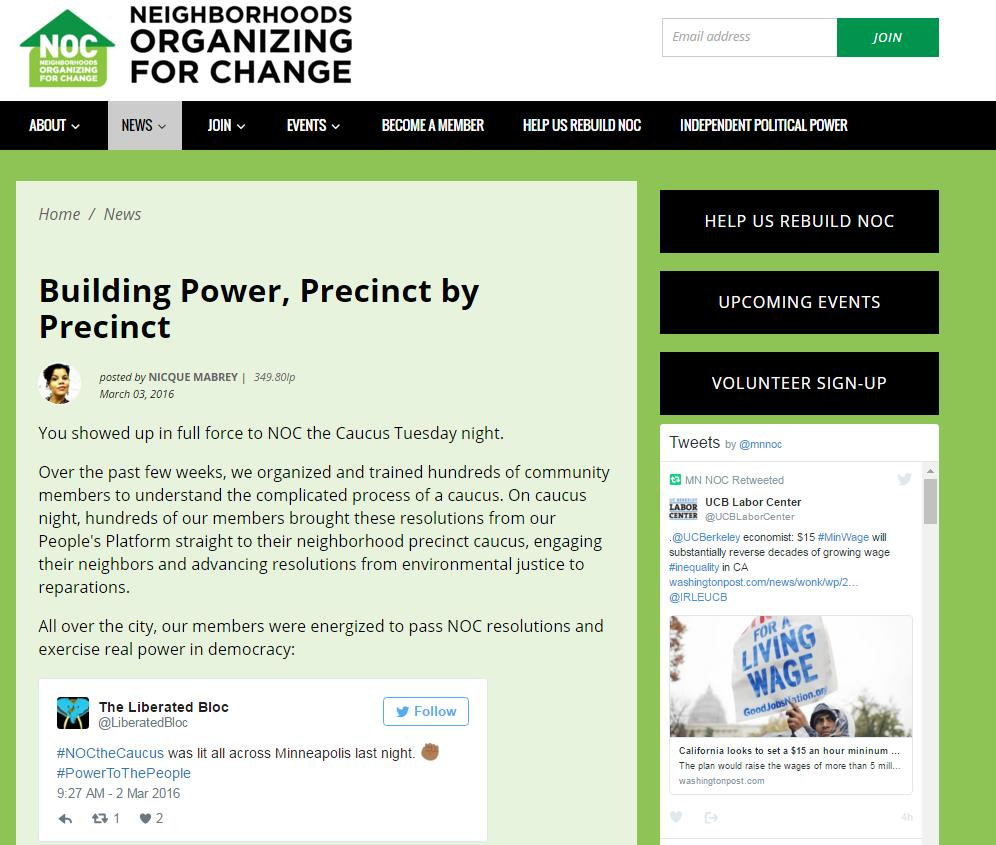 NOC
NEIGHBORHOODS
ORGANIZING
FOR CHANGE
NEIGHBORHOODS
ORGANIZING
FOR CHANGE
Email address
JOIN
ABOUT
NEWS
JOIN
EVENTS
BECOME A MEMBER
HELP US REBUILD NOC
INDEPENDENT POLITICAL POWER
Home / News
Building Power, Precinct by
Precinct
posted by NICQUE MABREY | 349.80lp
March 03, 2016
You showed up in full force to NOC the Caucus Tuesday night.
Over the past few weeks, we organized and trained hundreds of community
members to understand the complicated process of a caucus. On caucus
night, hundreds of our members brought these resolutions from our
People's Platform straight to their neighborhood precinct caucus, engaging
their neighbors and advancing resolutions from environmental justice to
reparations.
All over the city, our members were energized to pass NOC resolutions and
exercise real power in democracy:
The Liberated Bloc
@LiberatedBloc
Follow
#NOCtheCaucus was lit all across Minneapolis last night. ✊🏾
#PowerToThePeople
9:27 AM - 2 Mar 2016
1
2
HELP US REBUILD NOC
UPCOMING EVENTS
VOLUNTEER SIGN-UP
Tweets by @mnnoc
MN NOC Retweeted
UC BERKELEY
LABOR
CENTER
UCB Labor Center
@UCBLaborCenter
.@UCBerkeley economist: $15 #MinWage will
substantially reverse decades of growing wage
#inequality in CA
washingtonpost.com/news/wonk/wp/2…
@IRLEUCB
FOR A
LIVING
WAGE
GoodJobsNation.org
California looks to set a $15 an hour mininum ...
The plan would raise the wages of more than 5 mill...
washingtonpost.com
4h